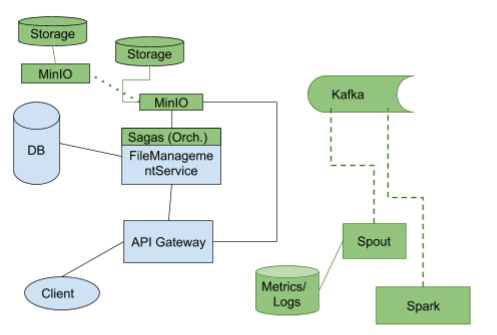 Storage
Storage
MinIO
MinIO
Kafka
Sagas (Orch.)
DB
FileManageme
ntService
API Gateway
Spout
Client
Metrics/
Logs
Spark